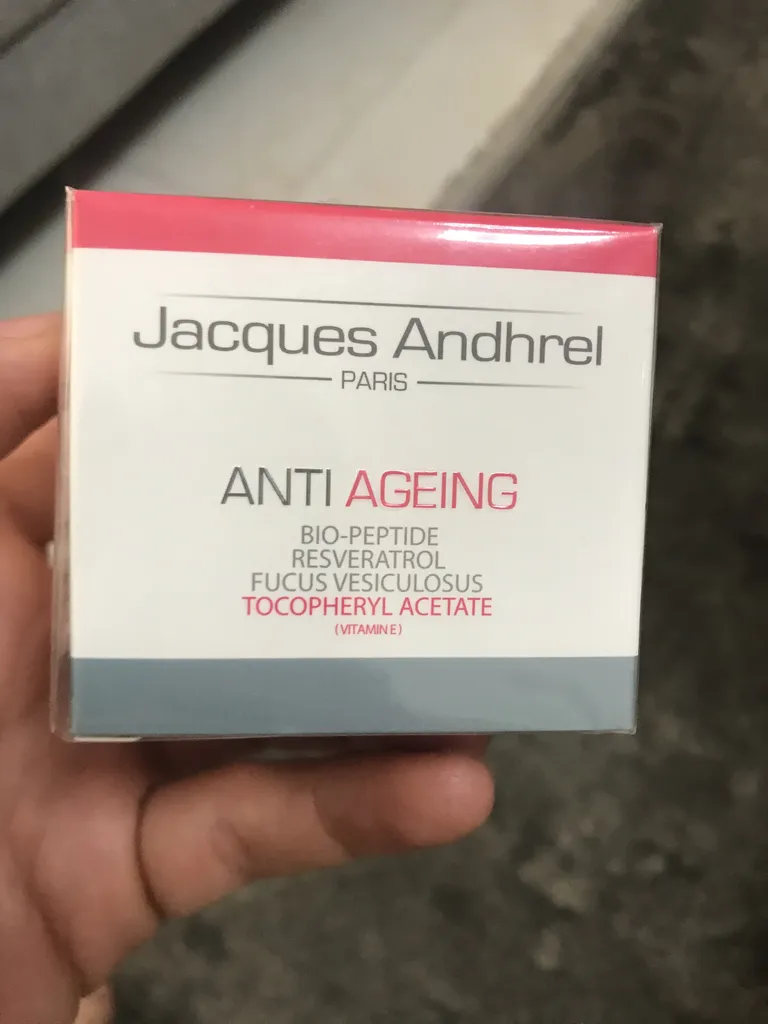 Jacques Andhrel
PARIS
ANTI AGEING
BIO-PEPTIDE
RESVERATROL
FUCUS VESICULOSUS
TOCOPHERYL ACETATE
(VITAMIN E)